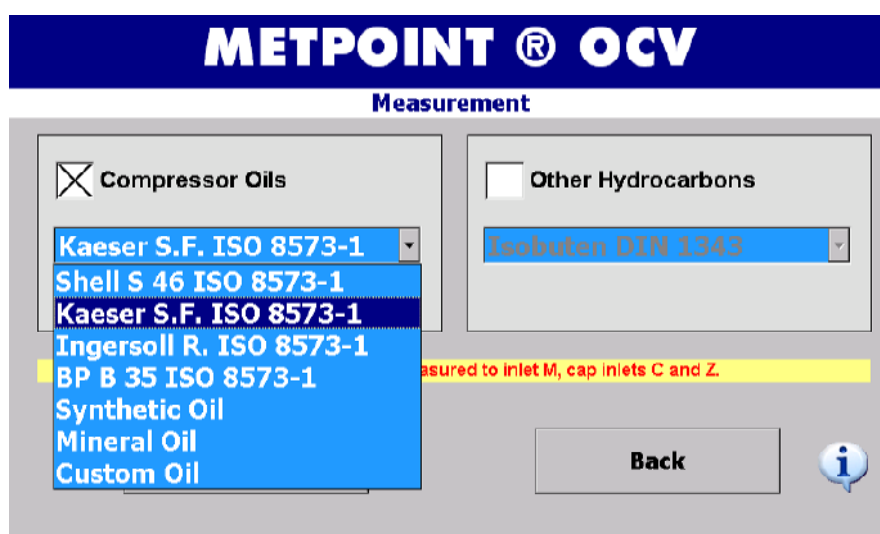 METPOINT ® OCV
Measurement
Compressor Oils
Other Hydrocarbons
Kaeser S.F. ISO 8573-1
Isobuten DIN 1343
Shell S 46 ISO 8573-1
Kaeser S.F. ISO 8573-1
Ingersoll R. ISO 8573-1
BP B 35 ISO 8573-1
Synthetic Oil
Mineral Oil
Custom Oil
to inlet M, cap inlets C and Z.
Back
i